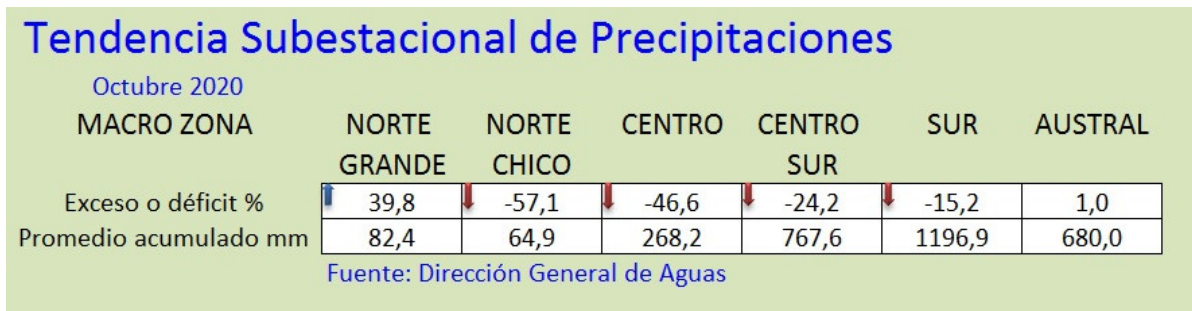 Tendencia Subestacional de Precipitaciones
Octubre 2020
MACRO ZONA NORTE NORTE CENTRO CENTRO SUR AUSTRAL
GRANDE CHICO SUR
Exceso o déficit % 39,8 -57,1 -46,6 -24,2 -15,2 1,0
Promedio acumulado mm 82,4 64,9 268,2 767,6 1196,9 680,0
Fuente: Dirección General de Aguas